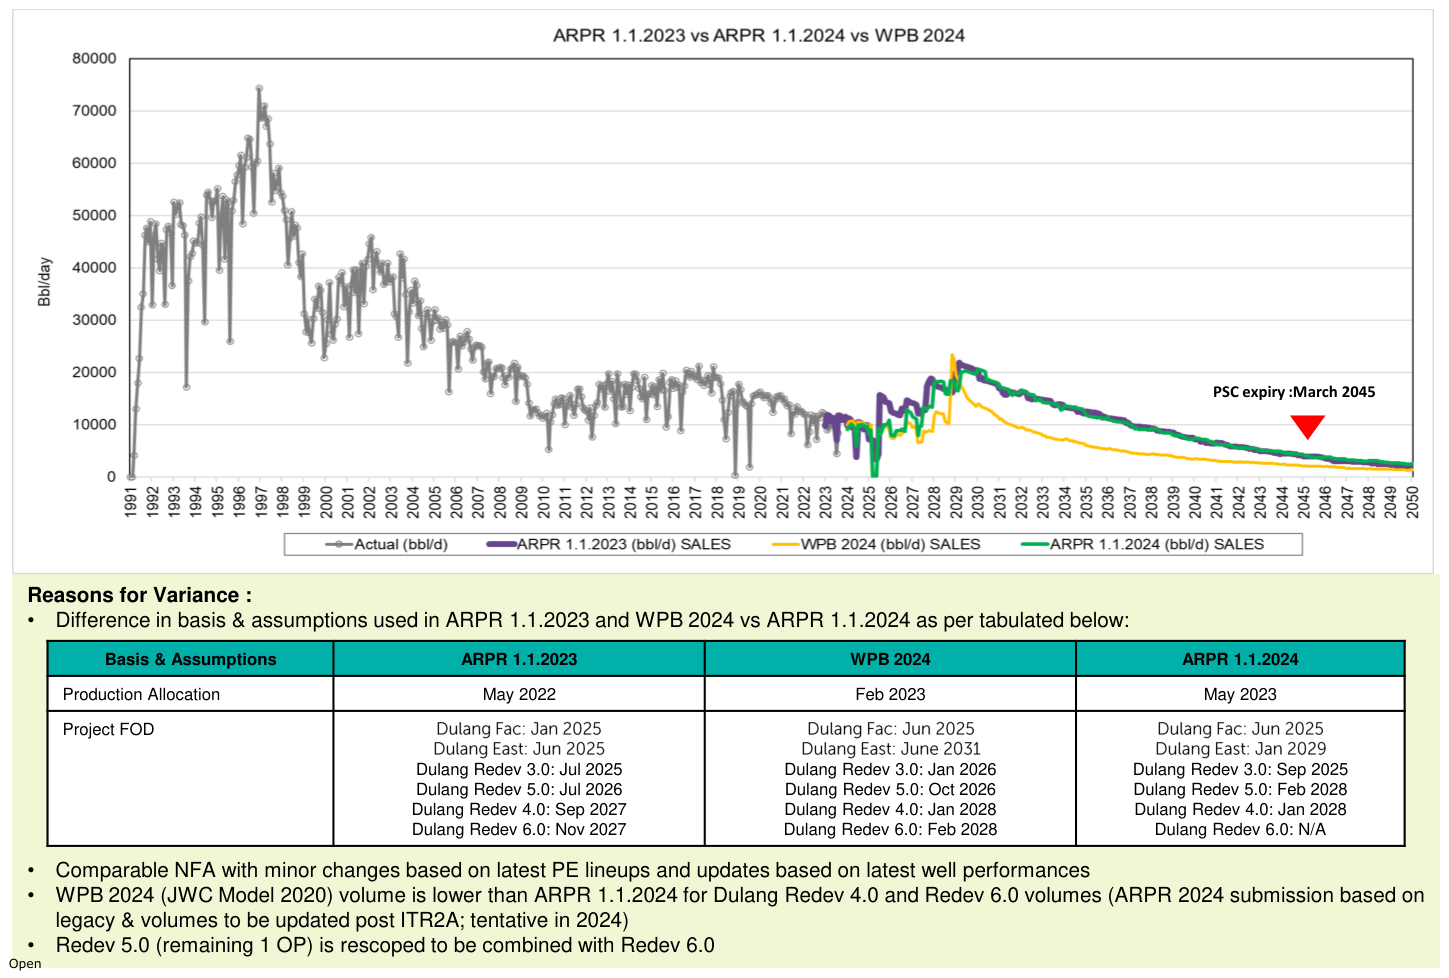 ARPR 1.1.2023 vs ARPR 1.1.2024 vs WPB 2024
80000
70000
60000
50000
40000
30000
20000
10000
0
Bbl/day
PSC expiry :March 2045
1991 1992 1993 1994 1995 1996 1997 1998 1999 2000 2001 2002 2003 2004 2005 2006 2007 2008 2009 2010 2011 2012 2013 2014 2015 2016 2017 2018 2019 2020 2021 2022 2023 2024 2025 2026 2027 2028 2029 2030 2031 2032 2033 2034 2035 2036 2037 2038 2039 2040 2041 2042 2043 2044 2045 2046 2047 2048 2049 2050
Actual (bbl/d) ARPR 1.1.2023 (bbl/d) SALES WPB 2024 (bbl/d) SALES ARPR 1.1.2024 (bbl/d) SALES
Reasons for Variance :
• Difference in basis & assumptions used in ARPR 1.1.2023 and WPB 2024 vs ARPR 1.1.2024 as per tabulated below:
Basis & Assumptions ARPR 1.1.2023 WPB 2024 ARPR 1.1.2024
Production Allocation May 2022 Feb 2023 May 2023
Project FOD Dulang Fac: Jan 2025 Dulang Fac: Jun 2025 Dulang Fac: Jun 2025
Dulang East: Jun 2025 Dulang East: June 2031 Dulang East: Jan 2029
Dulang Redev 3.0: Jul 2025 Dulang Redev 3.0: Jan 2026 Dulang Redev 3.0: Sep 2025
Dulang Redev 5.0: Jul 2026 Dulang Redev 5.0: Oct 2026 Dulang Redev 5.0: Feb 2028
Dulang Redev 4.0: Sep 2027 Dulang Redev 4.0: Jan 2028 Dulang Redev 4.0: Jan 2028
Dulang Redev 6.0: Nov 2027 Dulang Redev 6.0: Feb 2028 Dulang Redev 6.0: N/A
• Comparable NFA with minor changes based on latest PE lineups and updates based on latest well performances
• WPB 2024 (JWC Model 2020) volume is lower than ARPR 1.1.2024 for Dulang Redev 4.0 and Redev 6.0 volumes (ARPR 2024 submission based on
legacy & volumes to be updated post ITR2A; tentative in 2024)
• Redev 5.0 (remaining 1 OP) is rescoped to be combined with Redev 6.0
Open